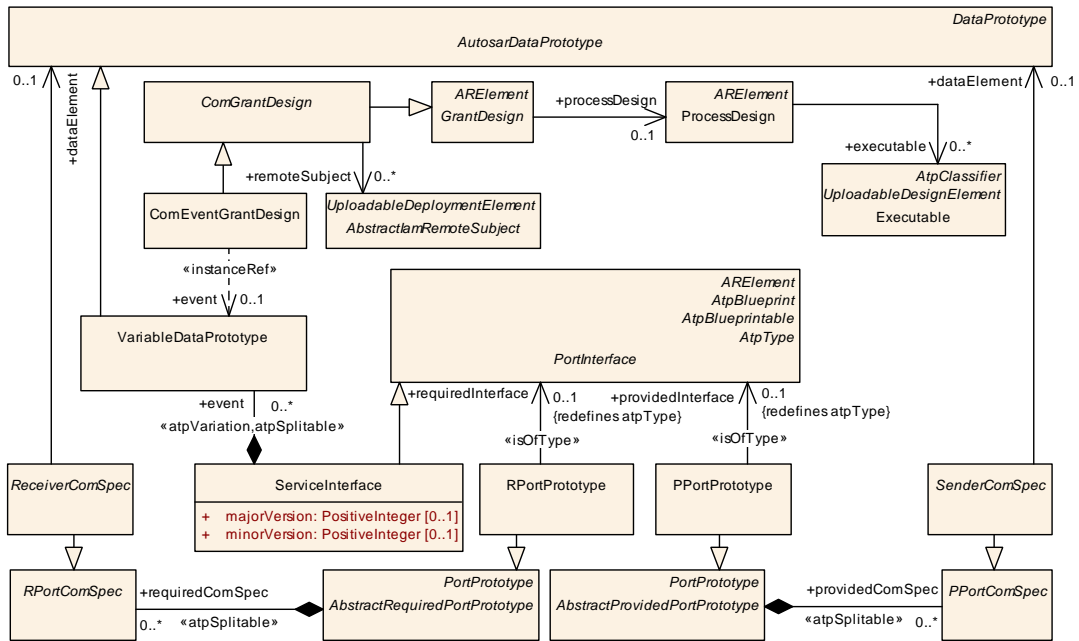 DataPrototype
AutosarDataPrototype
0..1
+dataElement
+dataElement
0..1
ComGrantDesign
ARElement
GrantDesign
+processDesign
0..1
ARElement
ProcessDesign
+executable
0..*
+remoteSubject
0..*
AtpClassifier
UploadableDesignElement
Executable
ComEventGrantDesign
UploadableDeploymentElement
AbstractIamRemoteSubject
«instanceRef»
+event
0..1
ARElement
AtpBlueprint
AtpBlueprintable
AtpType
PortInterface
VariableDataPrototype
+event
0..*
«atpVariation,atpSplitable»
+requiredInterface
0..1
{redefines atpType}
«isOfType»
+providedInterface
0..1
{redefines atpType}
«isOfType»
ReceiverComSpec
ServiceInterface
+ majorVersion: PositiveInteger [0..1]
+ minorVersion: PositiveInteger [0..1]
RPortPrototype
PPortPrototype
SenderComSpec
RPortComSpec
+requiredComSpec
0..*
«atpSplitable»
PortPrototype
AbstractRequiredPortPrototype
PortPrototype
AbstractProvidedPortPrototype
+providedComSpec
«atpSplitable»
0..*
PPortComSpec